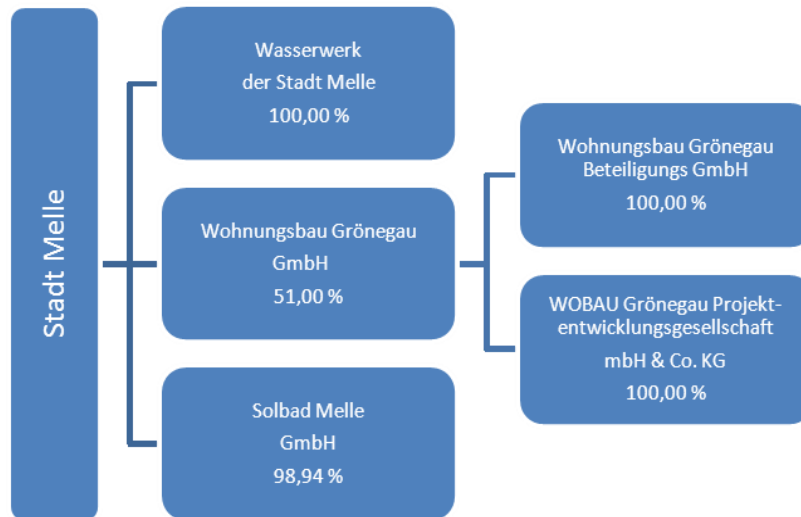 Stadt Melle
Wasserwerk
der Stadt Melle
100,00 %
Wohnungsbau Grönegau
GmbH
51,00 %
Solbad Melle
GmbH
98,94 %
Wohnungsbau Grönegau
Beteiligungs GmbH
100,00 %
WOBAU Grönegau Projekt-
entwicklungsgesellschaft
mbH & Co. KG
100,00 %